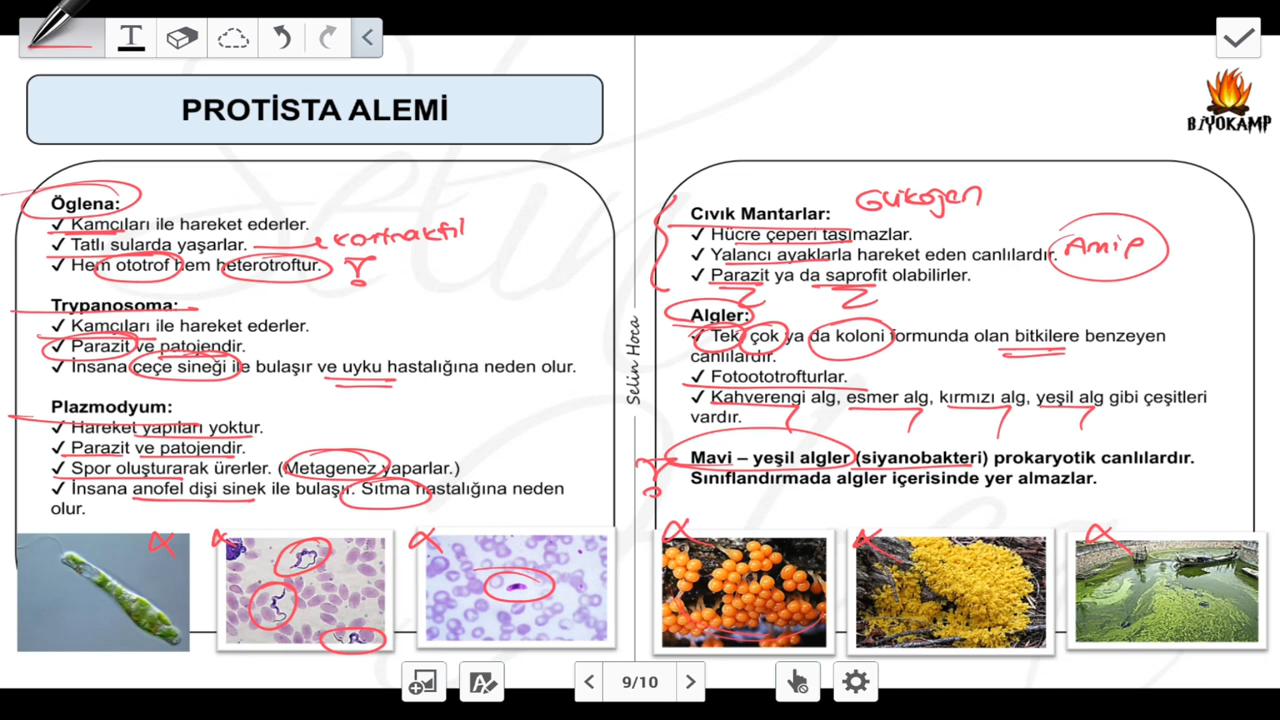 T
PROTİSTA ALEMİ
BiYOKAMP
Öglena:
✓ Kamçıları ile hareket ederler.
✓ Tatlı sularda yaşarlar.
kontraktil
✓ Hem ototrof hem heterotroftur.
Trypanosoma:
✓ Kamçıları ile hareket ederler.
✓ Parazit ve patojendir.
✓ İnsana çeçe sineği ile bulaşır ve uyku hastalığına neden olur.
Plazmodyum:
✓ Hareket yapıları yoktur.
✓ Parazit ve patojendir.
✓ Spor oluşturarak ürerler. (Metagenez yaparlar.)
✓ İnsana anofel dişi sinek ile bulaşır. Sıtma hastalığına neden
olur.
Selin Hoca
Glikojen
Cıvık Mantarlar:
✓ Hücre çeperi taşımazlar.
✓ Yalancı ayaklarla hareket eden canlılardır.
Amip
✓ Parazit ya da saprofit olabilirler.
Algler:
✓ Tek, çok ya da koloni formunda olan bitkilere benzeyen
canlılardır.
✓ Fotoototrofturlar.
✓ Kahverengi alg, esmer alg, kırmızı alg, yeşil alg gibi çeşitleri
vardır.
Mavi – yeşil algler (siyanobakteri) prokaryotik canlılardır.
Sınıflandırmada algler içerisinde yer almazlar.
9/10